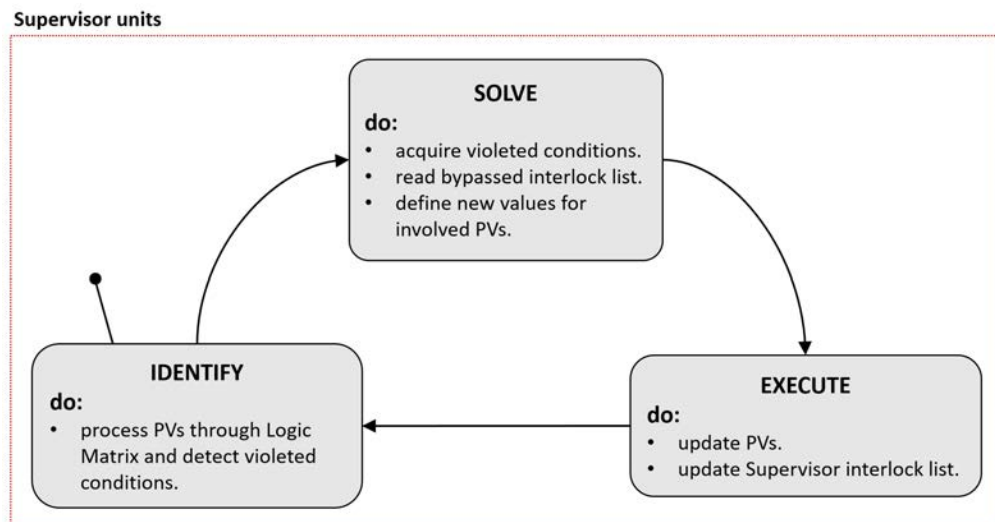 Supervisor units
SOLVE
do:
• acquire violeted conditions.
• read bypassed interlock list.
• define new values for
involved PVs.
IDENTIFY
do:
• process PVs through Logic
Matrix and detect violeted
conditions.
EXECUTE
do:
• update PVs.
• update Supervisor interlock list.